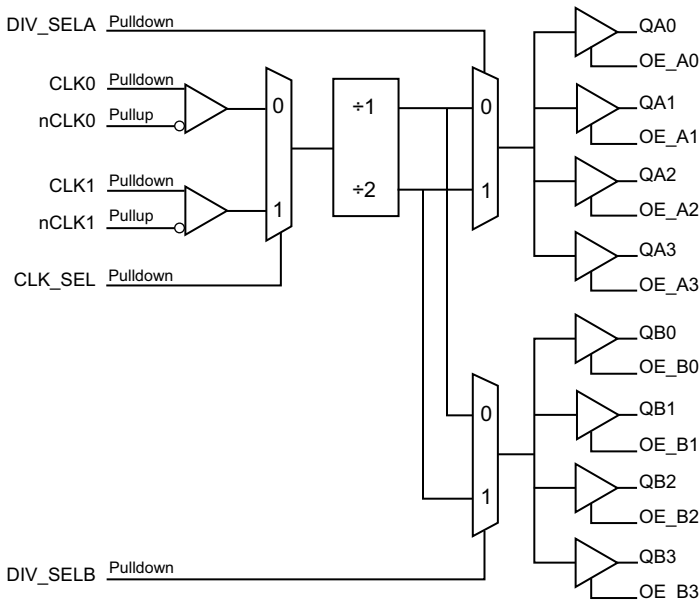 DIV_SELA Pulldown
CLK0 Pulldown
nCLK0 Pullup
CLK1 Pulldown
nCLK1 Pullup
CLK_SEL Pulldown
0
1
÷1
÷2
0
1
QA0
OE_A0
QA1
OE_A1
QA2
OE_A2
QA3
OE_A3
0
1
QB0
OE_B0
QB1
OE_B1
QB2
OE_B2
QB3
OE_B3
DIV_SELB Pulldown